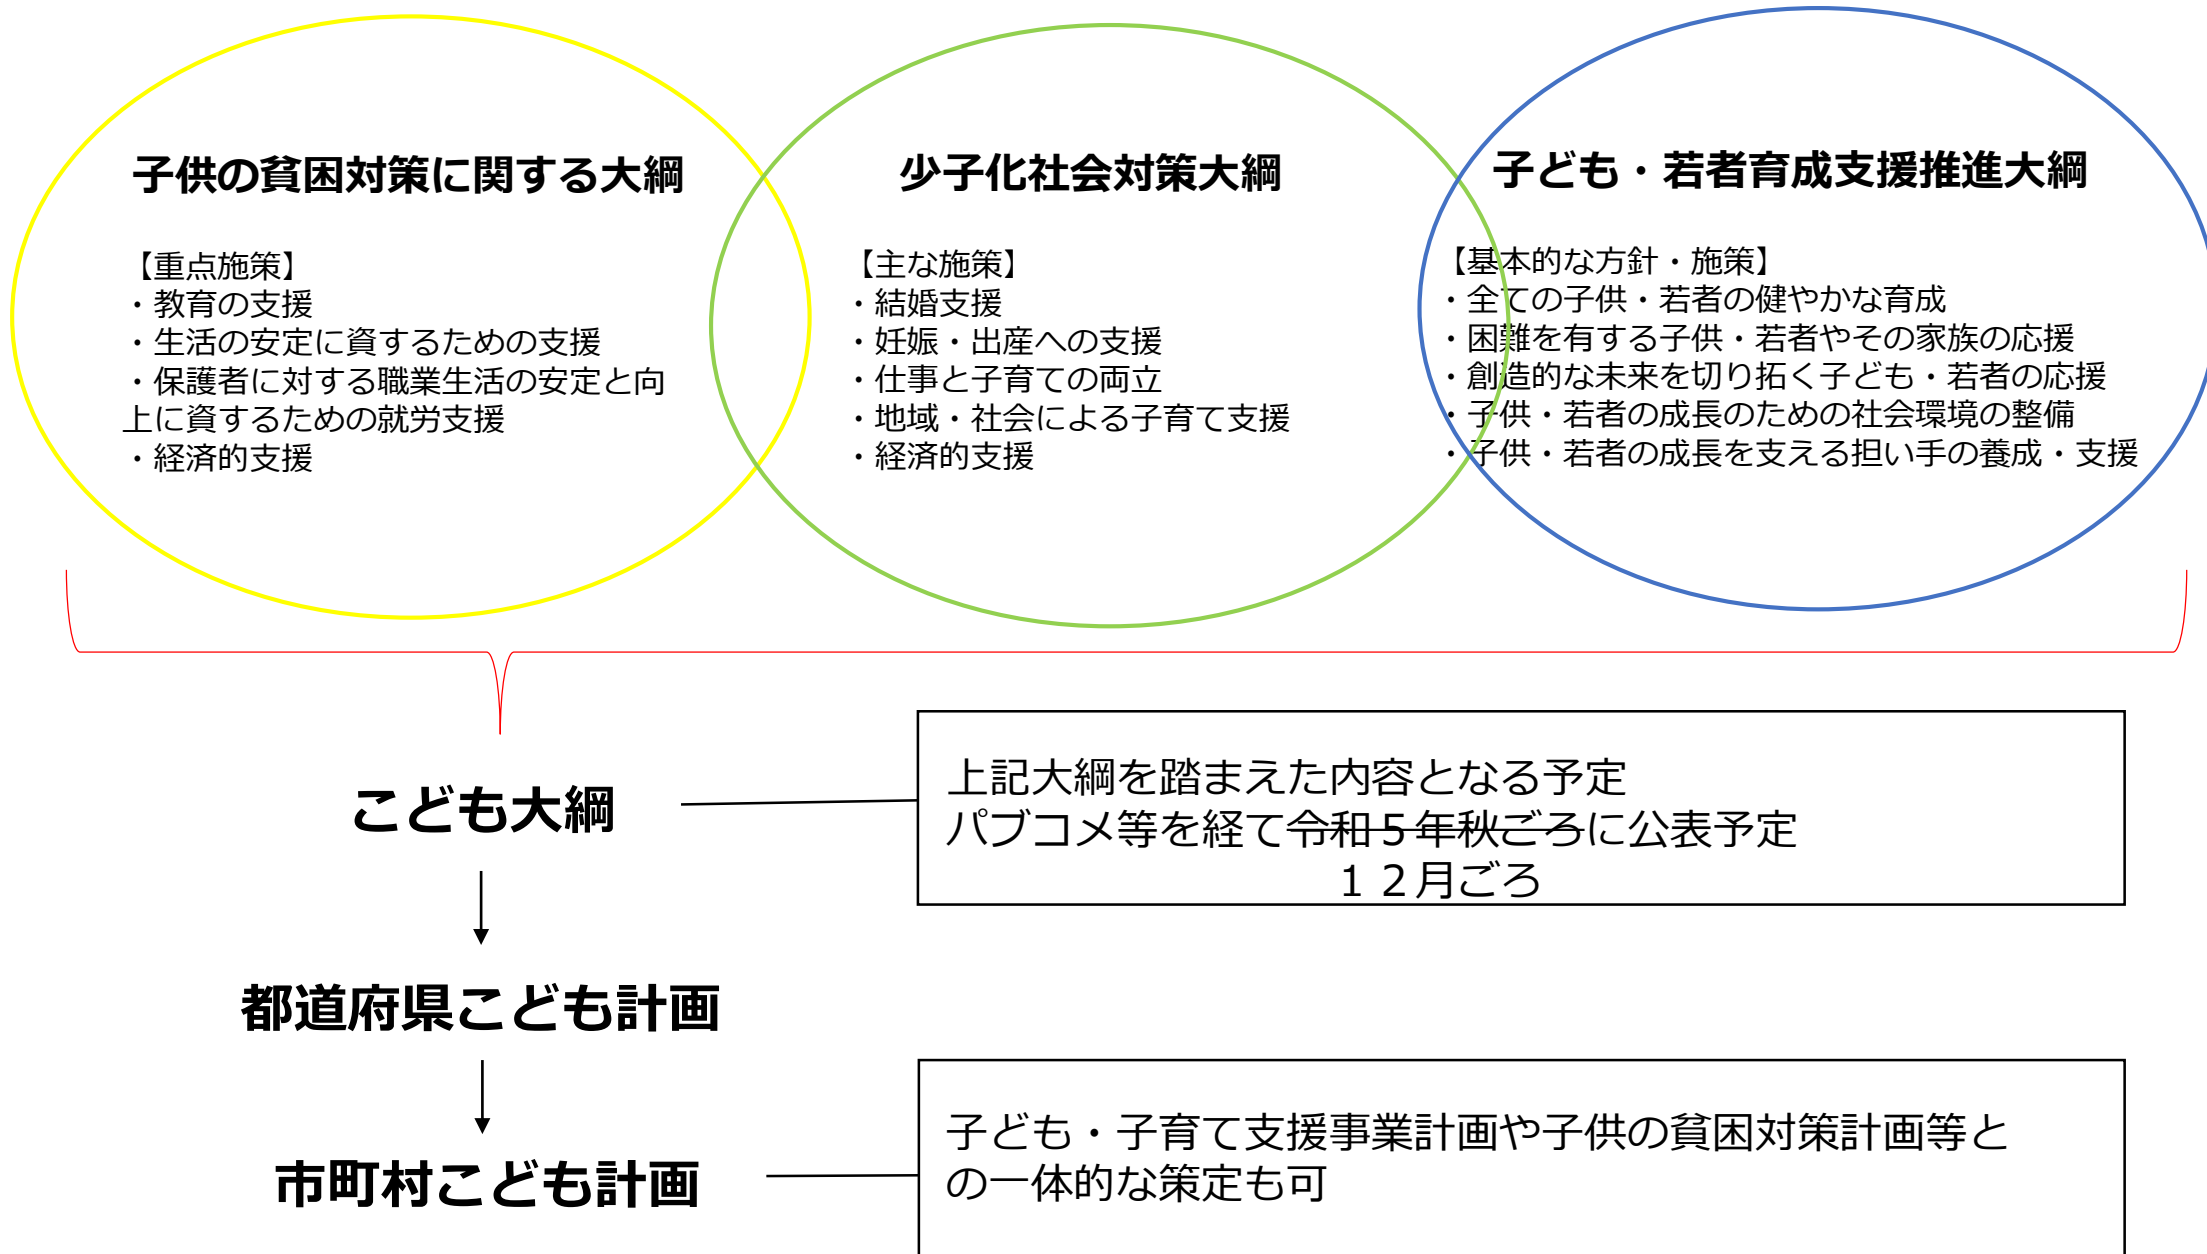 子供の貧困対策に関する大綱
【重点施策】
・教育の支援
・生活の安定に資するための支援
・保護者に対する職業生活の安定と向
上に資するための就労支援
・経済的支援
少子化社会対策大綱
【主な施策】
・結婚支援
・妊娠・出産への支援
・仕事と子育ての両立
・地域・社会による子育て支援
・経済的支援
子ども・若者育成支援推進大綱
【基本的な方針・施策】
・全ての子供・若者の健やかな育成
・困難を有する子供・若者やその家族の応援
・創造的な未来を切り拓く子ども・若者の応援
・子供・若者の成長のための社会環境の整備
・子供・若者の成長を支える担い手の養成・支援
こども大綱
上記大綱を踏まえた内容となる予定
パブコメ等を経て令和５年秋ごろに公表予定
１２月ごろ
都道府県こども計画
市町村こども計画
子ども・子育て支援事業計画や子供の貧困対策計画等と
の一体的な策定も可